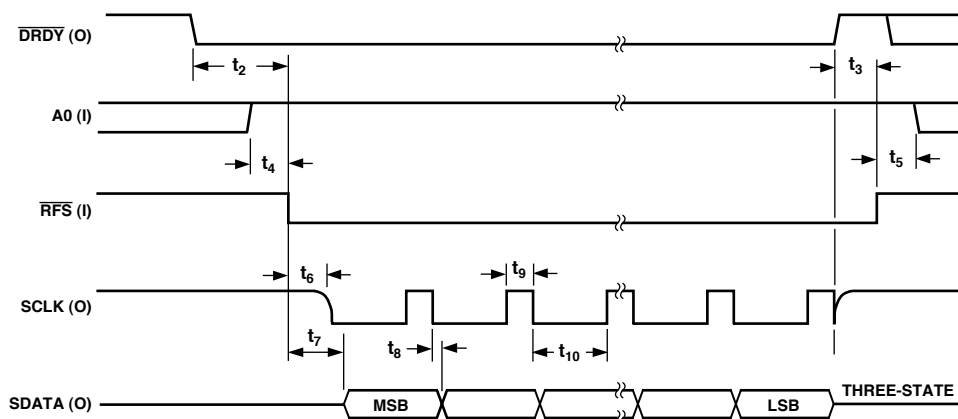 DRDY (O)
t2
t3
A0 (I)
t4
t5
RFS (I)
t6
t9
SCLK (O)
t7
t8
t10
SDATA (O)
MSB
LSB
THREE-STATE